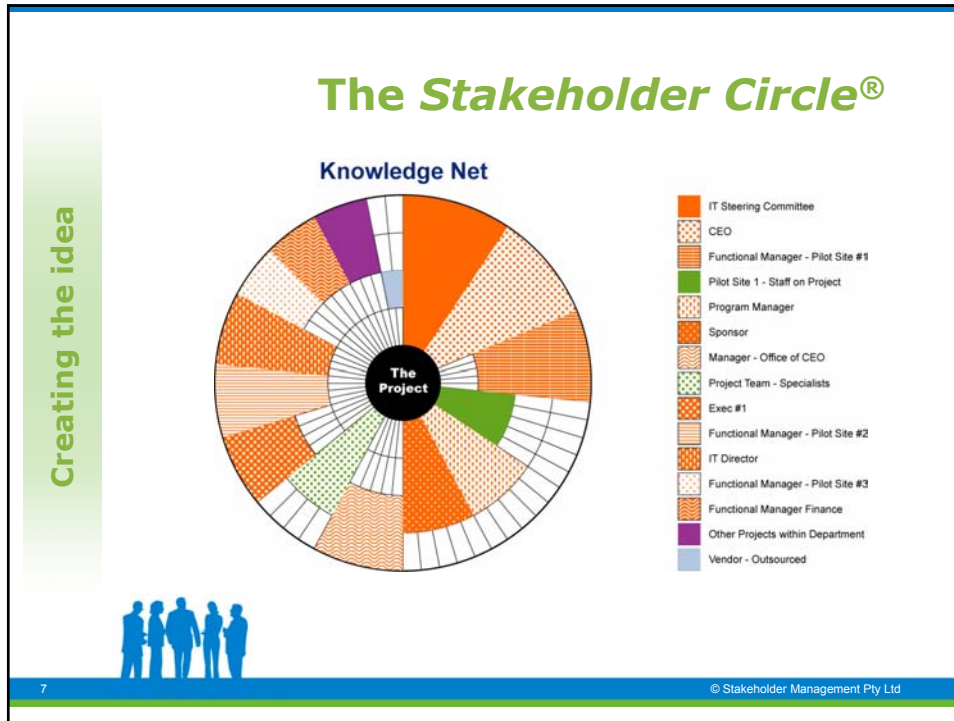 The Stakeholder Circle®
Creating the idea
Knowledge Net
The
Project
IT Steering Committee
CEO
Functional Manager - Pilot Site #1
Pilot Site 1 - Staff on Project
Program Manager
Sponsor
Manager - Office of CEO
Project Team - Specialists
Exec #1
Functional Manager - Pilot Site #2
IT Director
Functional Manager - Pilot Site #3
Functional Manager Finance
Other Projects within Department
Vendor - Outsourced
7
© Stakeholder Management Pty Ltd